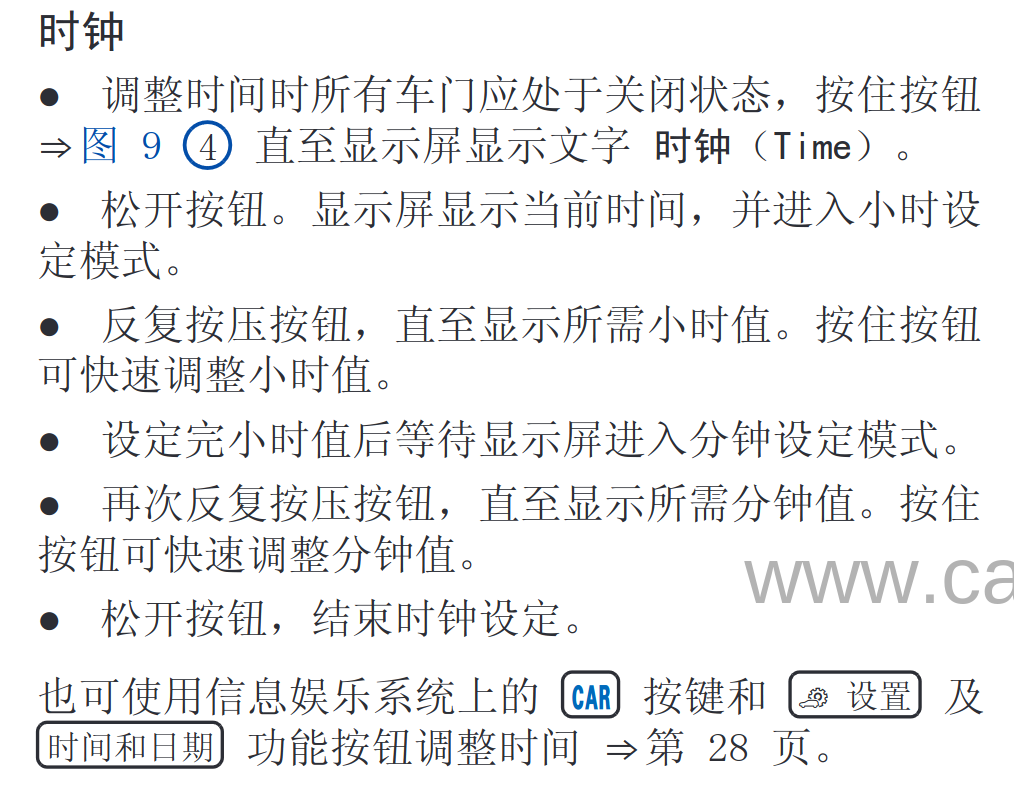 时钟
● 调整时间时所有车门应处于关闭状态，按住按钮
⇒图 9 ④ 直至显示屏显示文字 时钟（Time）。
● 松开按钮。显示屏显示当前时间，并进入小时设
定模式。
● 反复按压按钮，直至显示所需小时值。按住按钮
可快速调整小时值。
● 设定完小时值后等待显示屏进入分钟设定模式。
● 再次反复按压按钮，直至显示所需分钟值。按住
按钮可快速调整分钟值。
www.ca
● 松开按钮，结束时钟设定。
也可使用信息娱乐系统上的 CAR 按键和 设置 及
时间和日期 功能按钮调整时间 ⇒第 28 页。